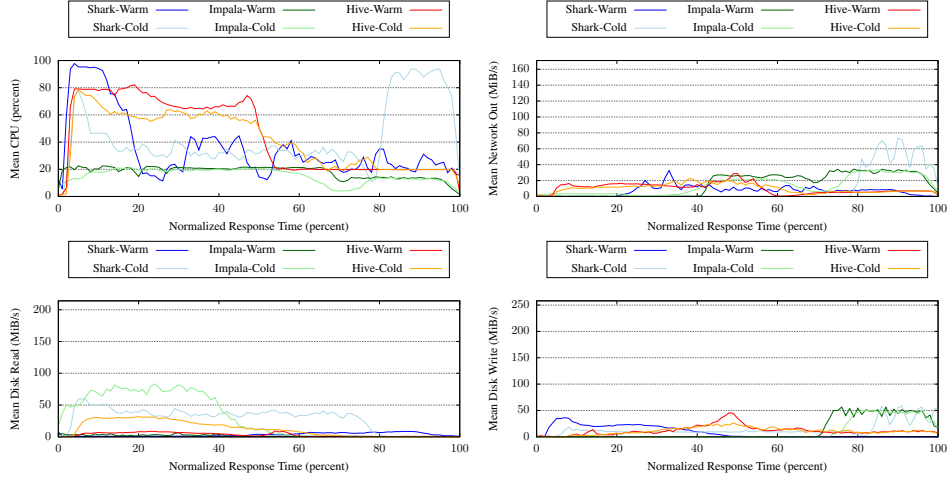 Shark-Warm Impala-Warm Hive-Warm
Shark-Cold Impala-Cold Hive-Cold
Mean CPU (percent)
100
80
60
40
20
0
0 20 40 60 80 100
Normalized Response Time (percent)
Shark-Warm Impala-Warm Hive-Warm
Shark-Cold Impala-Cold Hive-Cold
Mean Network Out (MiB/s)
160
140
120
100
80
60
40
20
0
0 20 40 60 80 100
Normalized Response Time (percent)
Shark-Warm Impala-Warm Hive-Warm
Shark-Cold Impala-Cold Hive-Cold
Mean Disk Read (MiB/s)
200
150
100
50
0
0 20 40 60 80 100
Normalized Response Time (percent)
Shark-Warm Impala-Warm Hive-Warm
Shark-Cold Impala-Cold Hive-Cold
Mean Disk Write (MiB/s)
250
200
150
100
50
0
0 20 40 60 80 100
Normalized Response Time (percent)